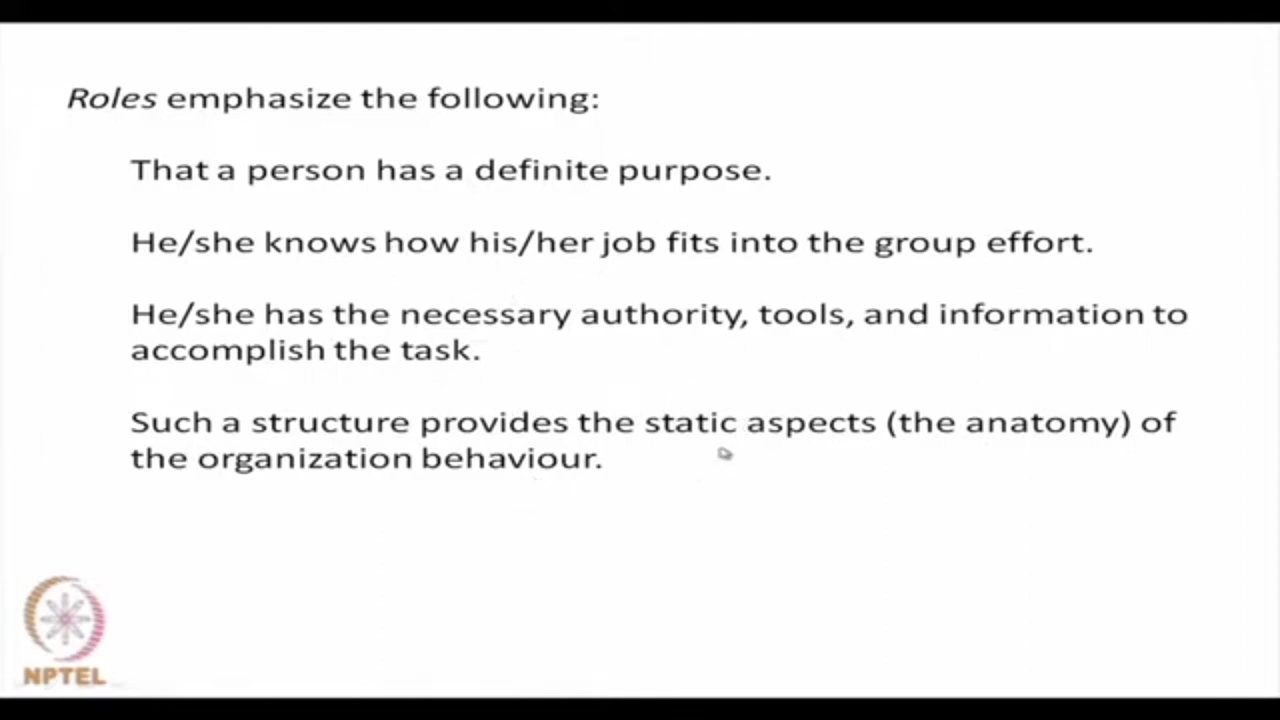 Roles emphasize the following:
That a person has a definite purpose.
He/she knows how his/her job fits into the group effort.
He/she has the necessary authority, tools, and information to
accomplish the task.
Such a structure provides the static aspects (the anatomy) of
the organization behaviour.
NPTEL